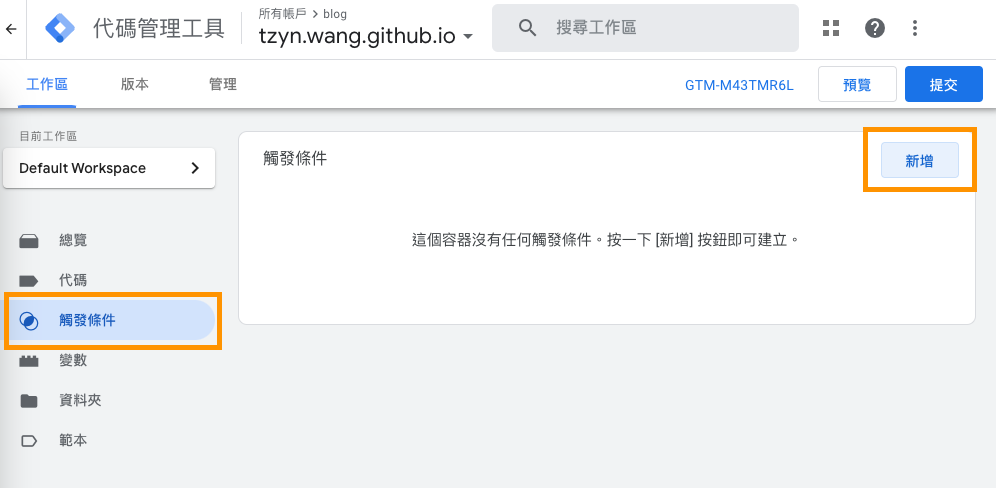 所有帳戶 > blog
代碼管理工具
tzyn.wang.github.io
搜尋工作區
工作區
版本
管理
GTM-M43TMR6L
預覽
提交
目前工作區
Default Workspace
觸發條件
新增
這個容器沒有任何觸發條件。按一下 [新增] 按鈕即可建立。
總覽
代碼
觸發條件
變數
資料夾
範本